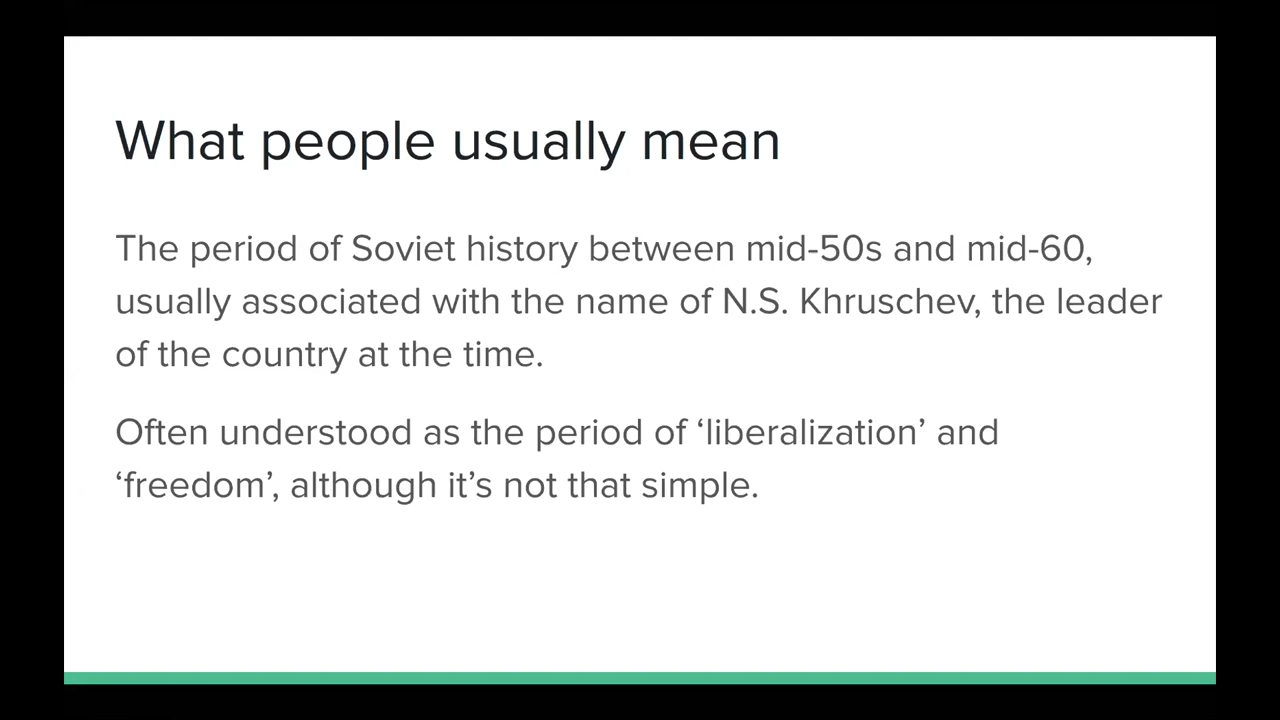 What people usually mean
The period of Soviet history between mid-50s and mid-60,
usually associated with the name of N.S. Khruschev, the leader
of the country at the time.
Often understood as the period of ‘liberalization’ and
‘freedom’, although it’s not that simple.